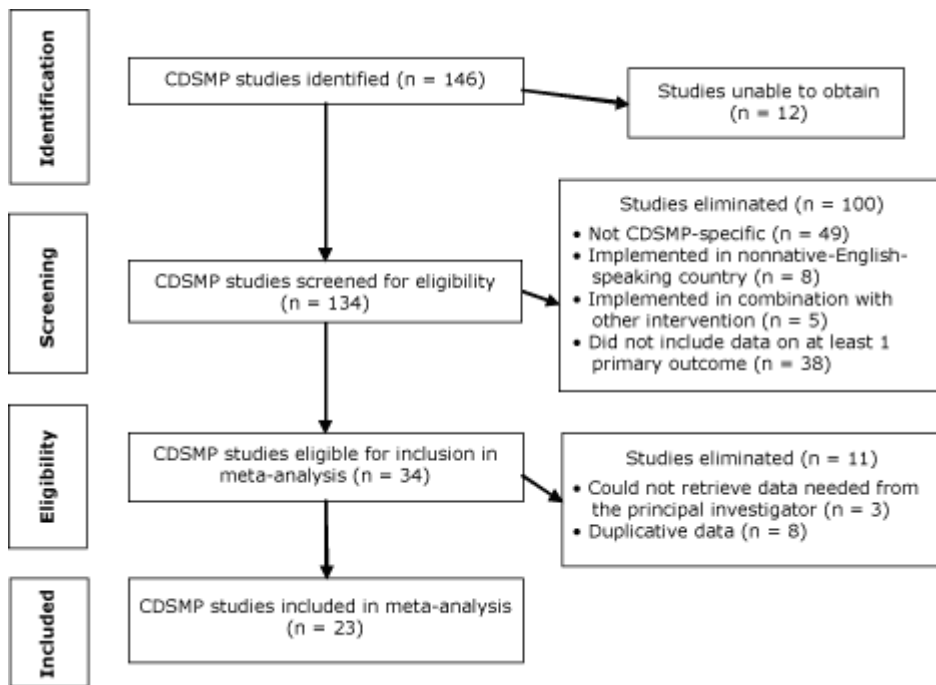 Identification
CDSMP studies identified (n = 146)
Studies unable to obtain
(n = 12)
Screening
CDSMP studies screened for eligibility
(n = 134)
Studies eliminated (n = 100)
• Not CDSMP-specific (n = 49)
• Implemented in nonnative-English-
speaking country (n = 8)
• Implemented in combination with
other intervention (n = 5)
• Did not include data on at least 1
primary outcome (n = 38)
Eligibility
CDSMP studies eligible for inclusion in
meta-analysis (n = 34)
Studies eliminated (n = 11)
• Could not retrieve data needed from
the principal investigator (n = 3)
• Duplicative data (n = 8)
Included
CDSMP studies included in meta-analysis
(n = 23)